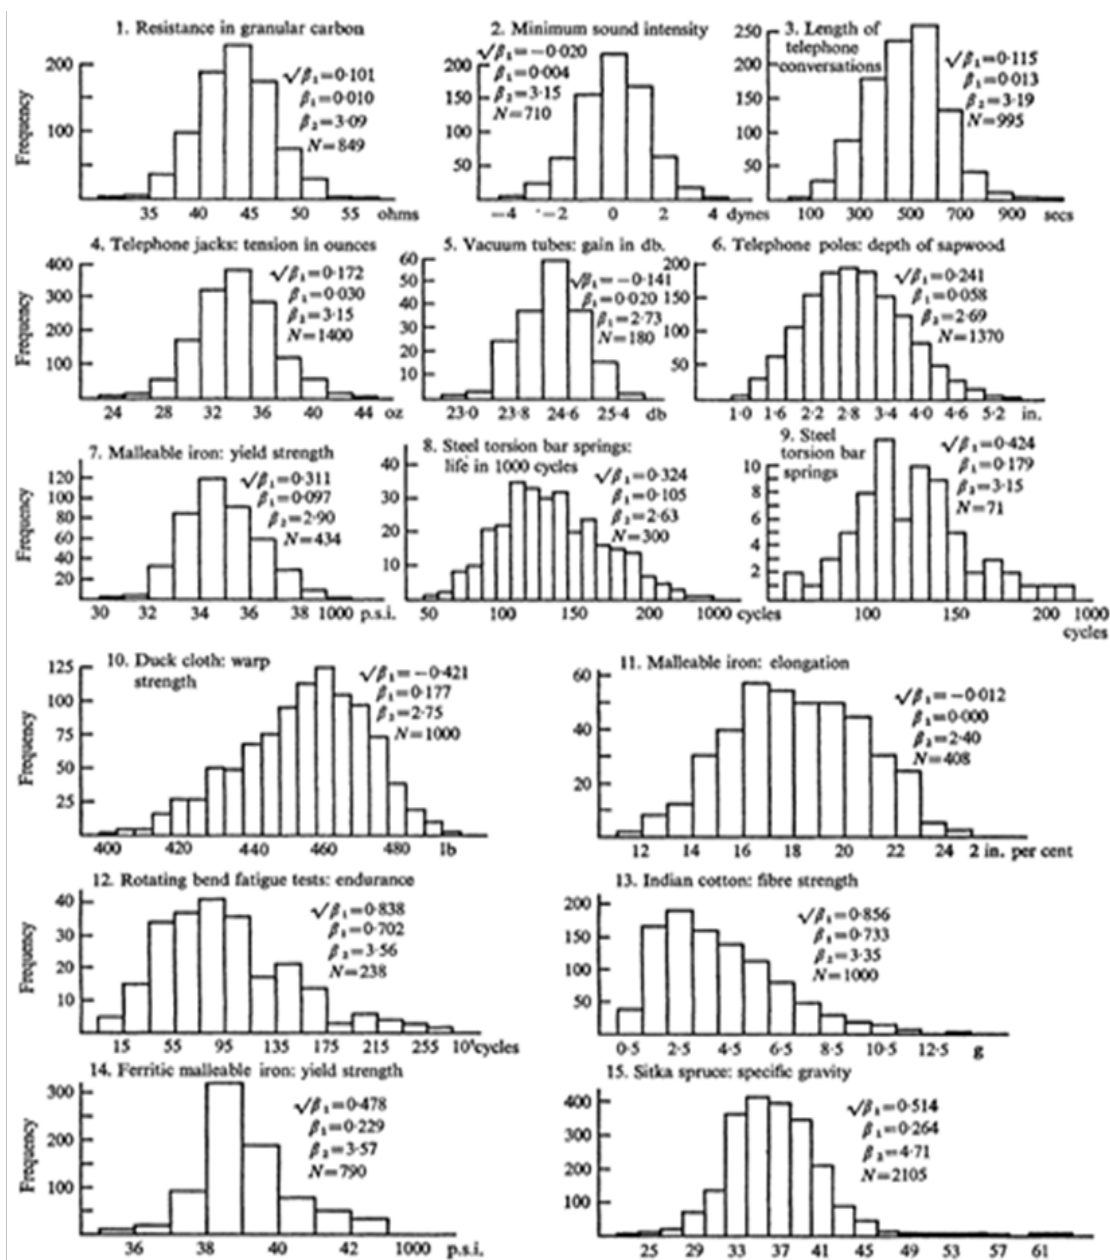 1. Resistance in granular carbon
Frequency
200
100
√β₁=0·101
β₁=0·010
β₂=3·09
N=849
35 40 45 50 55 ohms
2. Minimum sound intensity
200
150
100
50
√β₁=−0·020
β₁=0·004
β₂=3·15
N=710
−4 −2 0 2 4 dynes
3. Length of
telephone
conversations
250
200
150
100
50
√β₁=0·115
β₁=0·013
β₂=3·19
N=995
100 300 500 700 900 secs
4. Telephone jacks: tension in ounces
Frequency
400
300
200
100
√β₁=0·172
β₁=0·030
β₂=3·15
N=1400
24 28 32 36 40 44 oz
5. Vacuum tubes: gain in db.
60
50
40
30
20
10
√β₁=−0·141
β₁=0·020
β₁=2·73
N=180
23·0 23·8 24·6 25·4 db
6. Telephone poles: depth of sapwood
200
150
100
50
√β₁=0·241
β₁=0·058
β₂=2·69
N=1370
1·0 1·6 2·2 2·8 3·4 4·0 4·6 5·2 in.
7. Malleable iron: yield strength
Frequency
120
100
80
60
40
20
√β₁=0·311
β₁=0·097
β₂=2·90
N=434
30 32 34 36 38 1000 p.s.i.
8. Steel torsion bar springs:
life in 1000 cycles
40
30
20
10
√β₁=0·324
β₁=0·105
β₂=2·63
N=300
50 100 150 200 1000 cycles
9. Steel
torsion bar
springs
10
8
6
4
2
√β₁=0·424
β₁=0·179
β₂=3·15
N=71
100 150 200 1000
cycles
10. Duck cloth: warp
strength
Frequency
125
100
75
50
25
√β₁=−0·421
β₁=0·177
β₂=2·75
N=1000
400 420 440 460 480 lb
11. Malleable iron: elongation
60
40
20
√β₁=−0·012
β₁=0·000
β₂=2·40
N=408
12 14 16 18 20 22 24 2 in. per cent
12. Rotating bend fatigue tests: endurance
Frequency
40
30
20
10
√β₁=0·838
β₁=0·702
β₂=3·56
N=238
15 55 95 135 175 215 255 cycles
13. Indian cotton: fibre strength
200
150
100
50
√β₁=0·856
β₁=0·733
β₂=3·35
N=1000
0·5 2·5 4·5 6·5 8·5 10·5 12·5 g
14. Ferritic malleable iron: yield strength
Frequency
300
200
100
√β₁=0·478
β₁=0·229
β₂=3·57
N=790
36 38 40 42 1000 p.s.i.
15. Sitka spruce: specific gravity
400
300
200
100
√β₁=0·514
β₁=0·264
β₂=4·71
N=2105
25 29 33 37 41 45 49 53 57 61